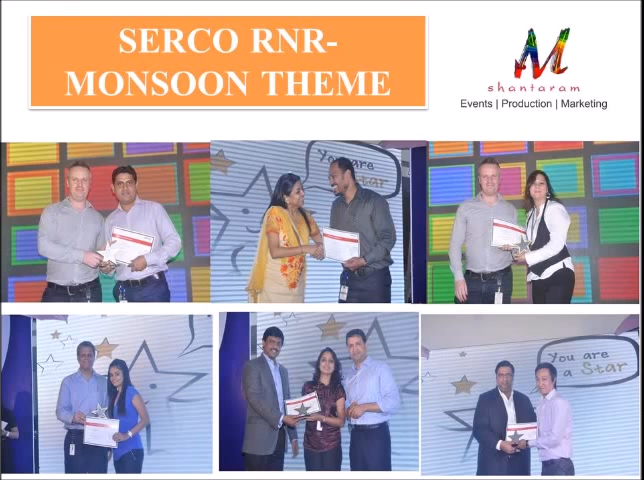 SERCO RNR-
MONSOON THEME
shantaram
Events | Production | Marketing
You are
Star
You are
a Star